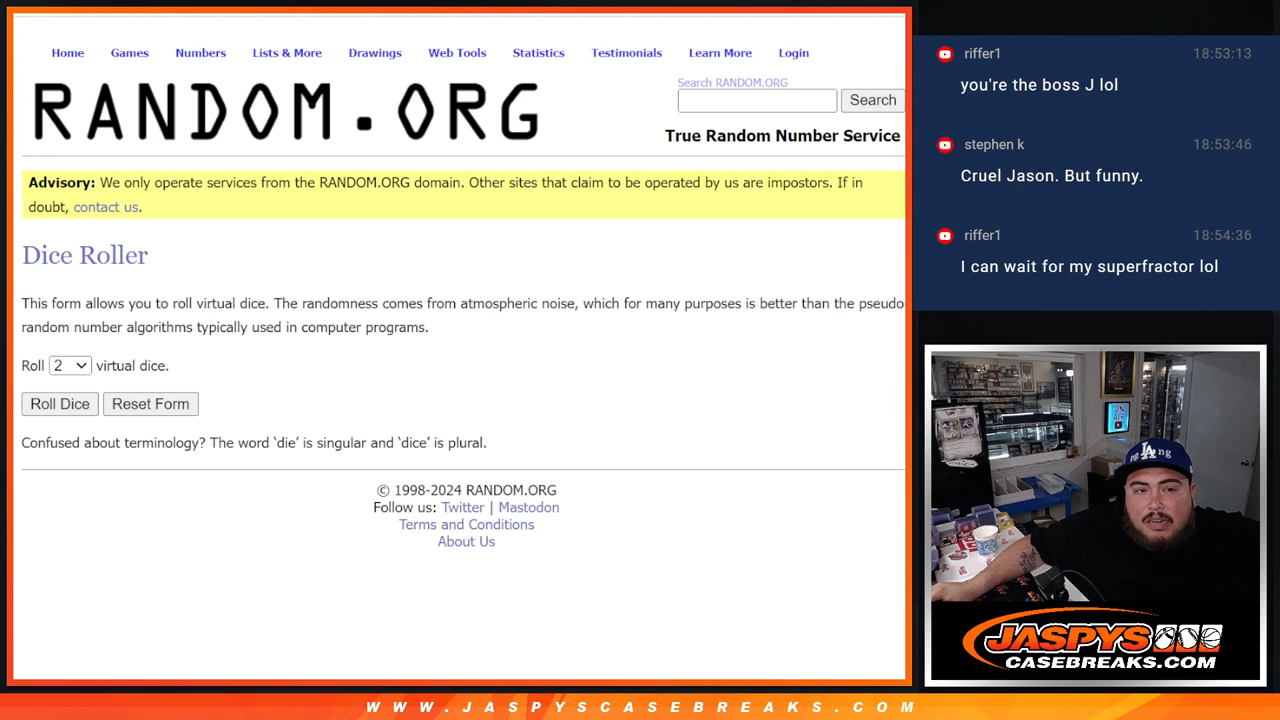 Home Games Numbers Lists & More Drawings Web Tools Statistics Testimonials Learn More Login
RANDOM.ORG
Search RANDOM.ORG
Search
True Random Number Service
Advisory: We only operate services from the RANDOM.ORG domain. Other sites that claim to be operated by us are impostors. If in
doubt, contact us.
Dice Roller
This form allows you to roll virtual dice. The randomness comes from atmospheric noise, which for many purposes is better than the pseudo-
random number algorithms typically used in computer programs.
Roll 2 virtual dice.
Roll Dice Reset Form
Confused about terminology? The word ‘die’ is singular and ‘dice’ is plural.
© 1998-2024 RANDOM.ORG
Follow us: Twitter | Mastodon
Terms and Conditions
About Us
riffer1 18:53:13
you're the boss J lol
stephen k 18:53:46
Cruel Jason. But funny.
riffer1 18:54:36
I can wait for my superfractor lol
LA
JASPYS
CASEBREAKS.COM
WWW.JASPYSCASEBREAKS.COM